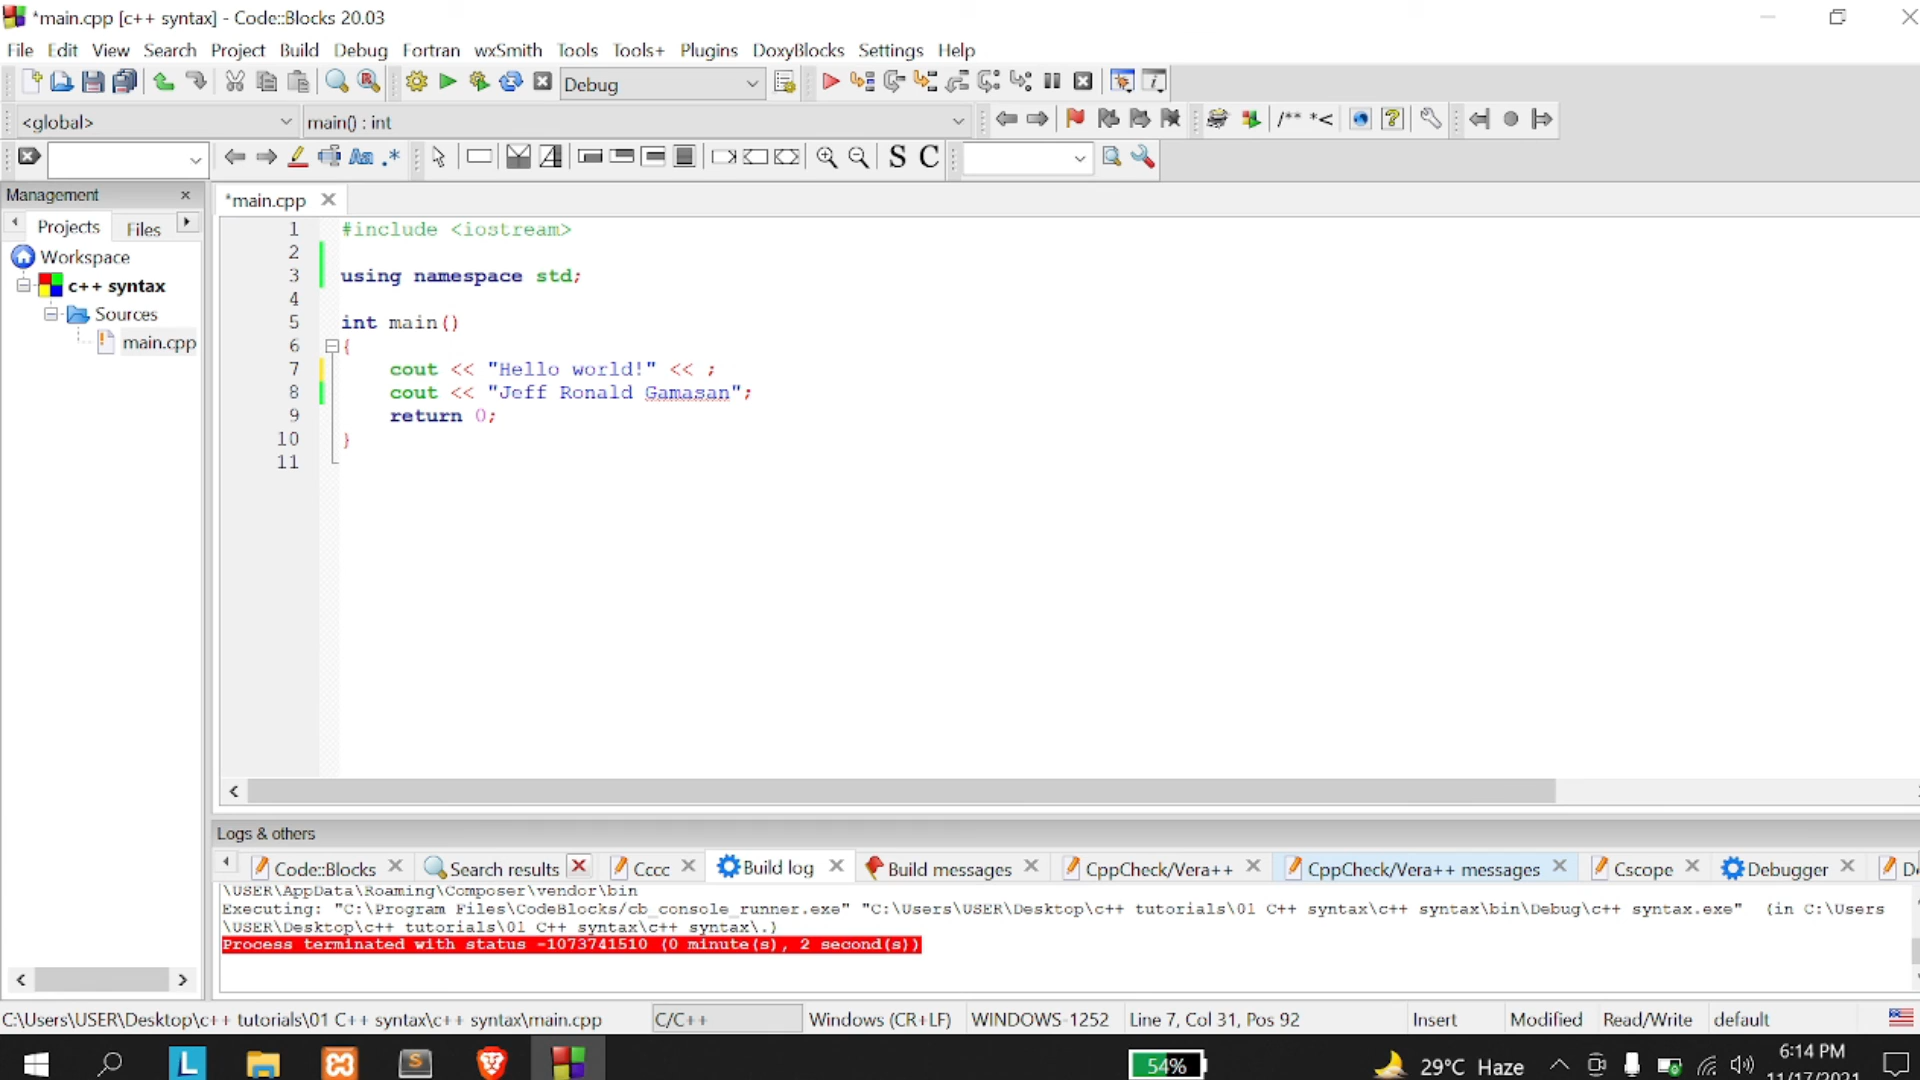 *main.cpp [c++ syntax] - Code::Blocks 20.03
File Edit View Search Project Build Debug Fortran wxSmith Tools Tools+ Plugins DoxyBlocks Settings Help
Debug
<global> main() : int
/** *<
Aa .* S C
Management
*main.cpp
Projects Files
Workspace
c++ syntax
Sources
main.cpp
1 #include <iostream>
2
3 using namespace std;
4
5 int main()
6 {
7 cout << "Hello world!" << ;
8 cout << "Jeff Ronald Gamasan";
9 return 0;
10 }
11
Logs & others
Code::Blocks Search results Cccc Build log Build messages CppCheck/Vera++ CppCheck/Vera++ messages Cscope Debugger
\USER\AppData\Roaming\Composer\vendor\bin
Executing: "C:\Program Files\CodeBlocks/cb_console_runner.exe" "C:\Users\USER\Desktop\c++ tutorials\01 C++ syntax\c++ syntax\bin\Debug\c++ syntax.exe" (in C:\Users
\USER\Desktop\c++ tutorials\01 C++ syntax\c++ syntax\.)
Process terminated with status -1073741510 (0 minute(s), 2 second(s))
C:\Users\USER\Desktop\c++ tutorials\01 C++ syntax\c++ syntax\main.cpp C/C++ Windows (CR+LF) WINDOWS-1252 Line 7, Col 31, Pos 92 Insert Modified Read/Write default
54% 29°C Haze 6:14 PM
11/17/2021